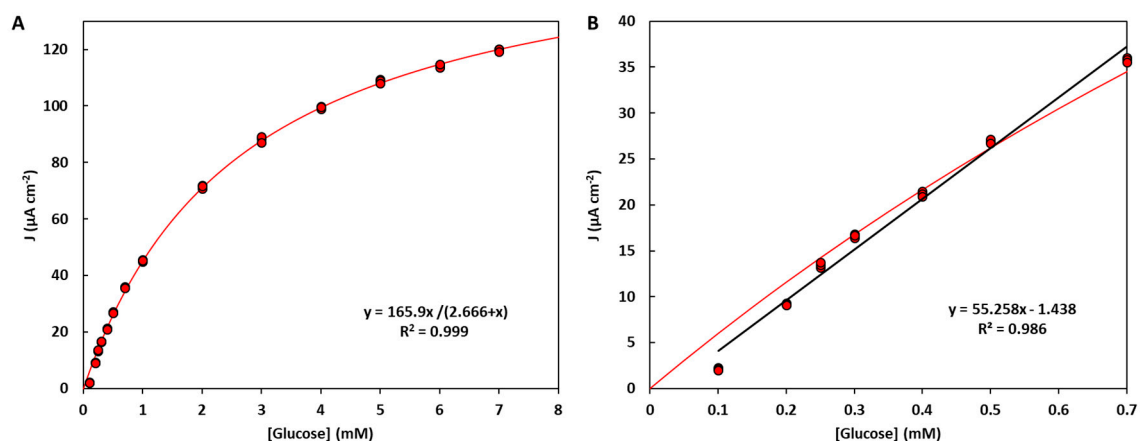 A
J (µA cm-2)
120
100
80
60
40
20
0
0 1 2 3 4 5 6 7 8
[Glucose] (mM)
y = 165.9x /(2.666+x)
R² = 0.999
B
J (µA cm-2)
40
35
30
25
20
15
10
5
0
0 0.1 0.2 0.3 0.4 0.5 0.6 0.7
[Glucose] (mM)
y = 55.258x - 1.438
R² = 0.986